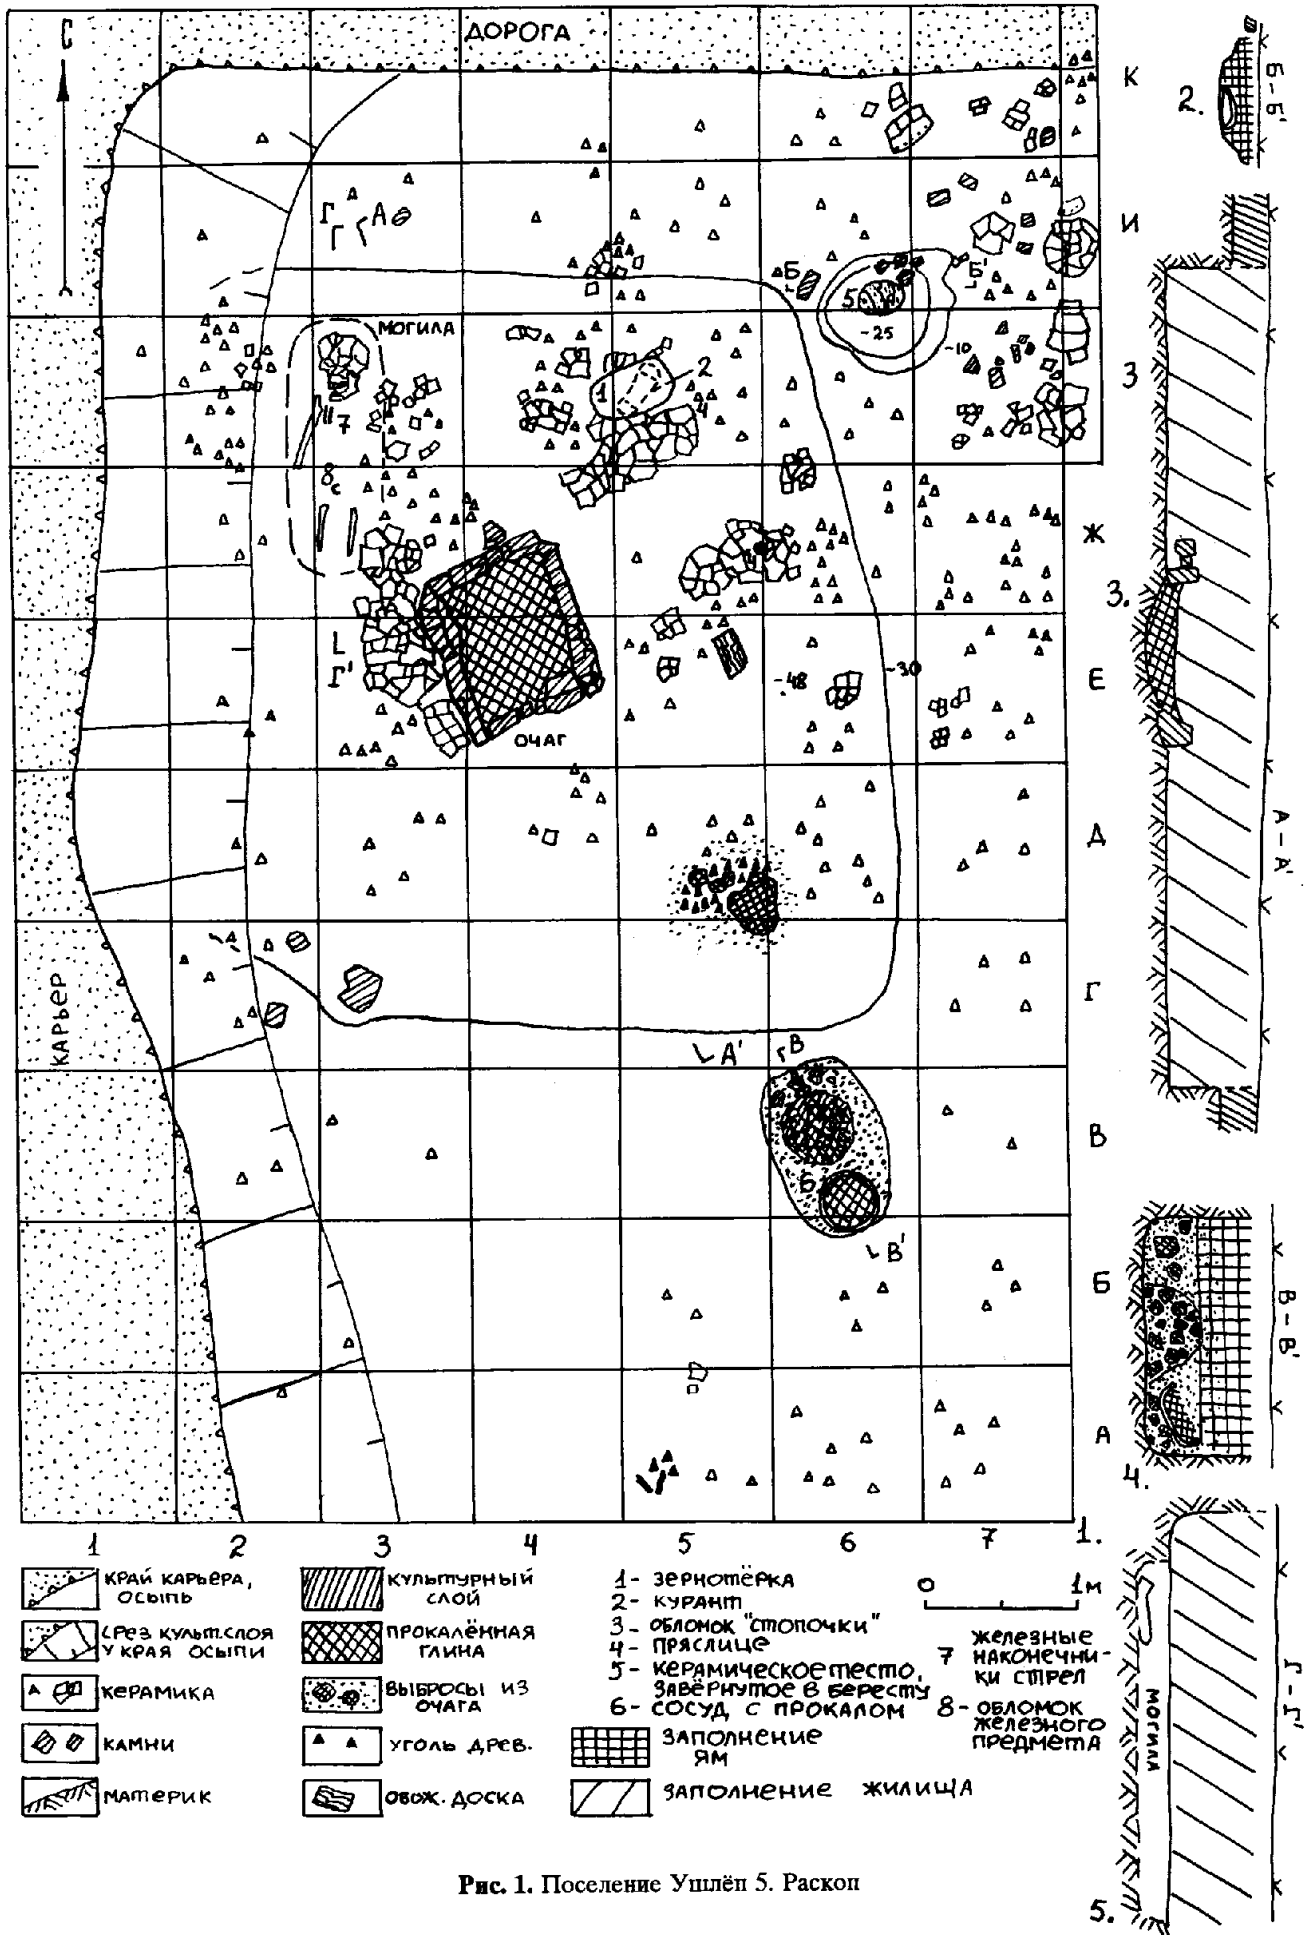 С
ДОРОГА
К
2.
Б-Б'
Г
Г
А
И
Б
Б'
5
-25
МОГИЛА
-10
1
2
4
З
7
8
с
Ж
4
3.
Г'
-30
-48
Е
ОЧАГ
А-А'
Д
КАРЬЕР
Г
А'
В
В
6
В'
Б
В-В'
А
4.
1 2 3 4 5 6 7 1.
КРАЙ КАРЬЕРА,
ОСЫПЬ
СРЕЗ КУЛЬТ.СЛОЯ
У КРАЯ ОСЫПИ
КЕРАМИКА
КАМНИ
МАТЕРИК
КУЛЬТУРНЫЙ
СЛОЙ
ПРОКАЛЁННАЯ
ГЛИНА
ВЫБРОСЫ ИЗ
ОЧАГА
УГОЛЬ ДРЕВ.
ОБОЖ. ДОСКА
1- ЗЕРНОТЁРКА
2- КУРАНТ
3- ОБЛОМОК "СТОПОЧКИ"
4- ПРЯСЛИЦЕ
5- КЕРАМИЧЕСКОЕ ТЕСТО,
ЗАВЁРНУТОЕ В БЕРЕСТУ
6- СОСУД С ПРОКАЛОМ
ЗАПОЛНЕНИЕ
ЯМ
ЗАПОЛНЕНИЕ ЖИЛИЩА
0 1м
7 ЖЕЛЕЗНЫЕ
НАКОНЕЧНИ-
КИ СТРЕЛ
8- ОБЛОМОК
ЖЕЛЕЗНОГО
ПРЕДМЕТА
МОГИЛА
Г-Г'
5.
Рис. 1. Поселение Ушлёп 5. Раскоп